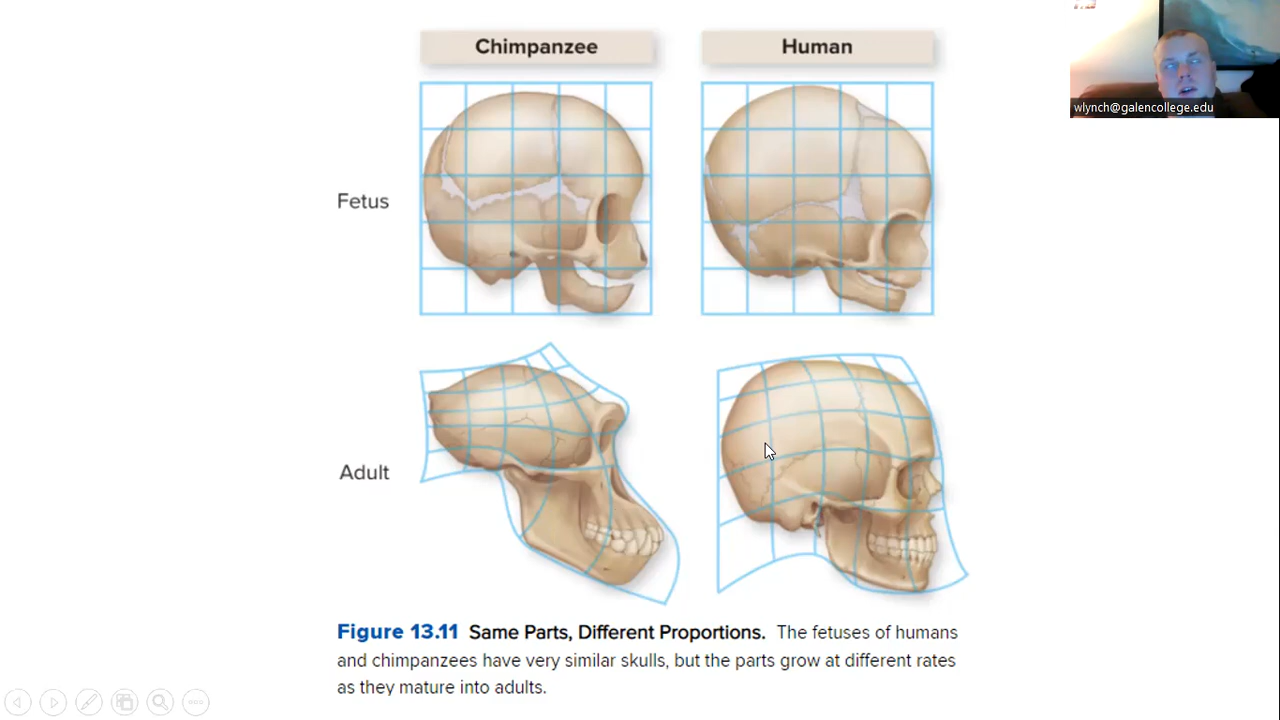 Chimpanzee
Human
wlynch@galencollege.edu
Fetus
Adult
Figure 13.11 Same Parts, Different Proportions. The fetuses of humans
and chimpanzees have very similar skulls, but the parts grow at different rates
as they mature into adults.